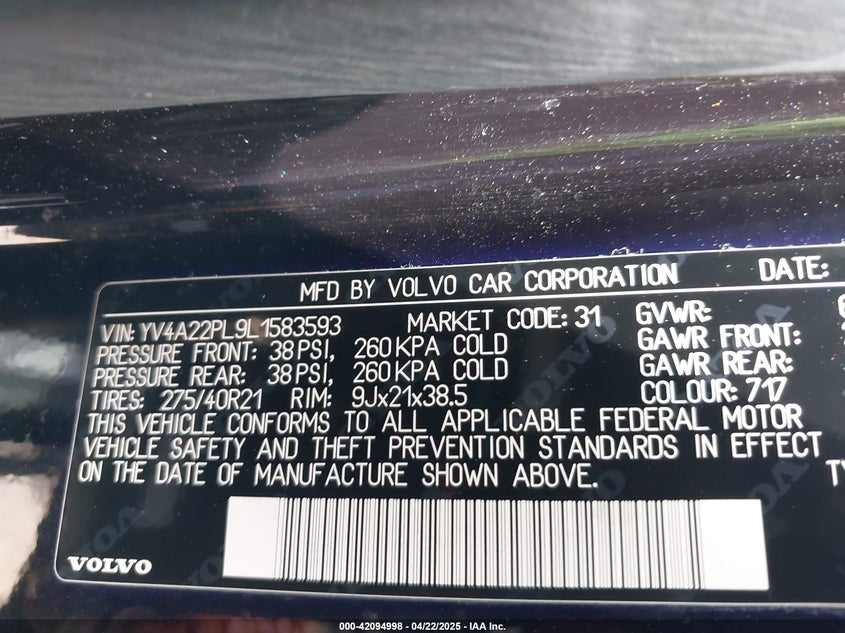 MFD BY VOLVO CAR CORPORATION DATE:
VIN: YV4A22PL9L1583593 MARKET CODE: 31 GVWR:
PRESSURE FRONT: 38 PSI, 260 KPA COLD GAWR FRONT:
PRESSURE REAR: 38 PSI, 260 KPA COLD GAWR REAR:
TIRES: 275/40R21 RIM: 9Jx21x38.5 COLOUR: 717
THIS VEHICLE CONFORMS TO ALL APPLICABLE FEDERAL MOTOR
VEHICLE SAFETY AND THEFT PREVENTION STANDARDS IN EFFECT
ON THE DATE OF MANUFACTURE SHOWN ABOVE.
VOLVO
000-42094998 - 04/22/2025 - IAA Inc.